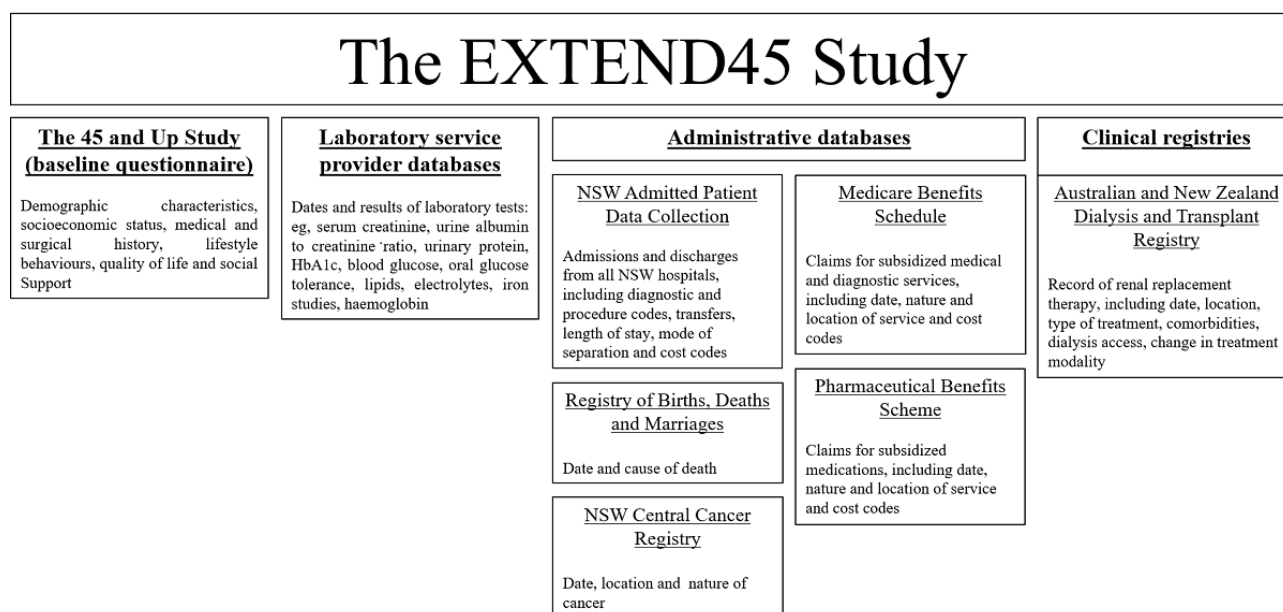 The EXTEND45 Study
The 45 and Up Study
(baseline questionnaire)
Demographic characteristics,
socioeconomic status, medical and
surgical history, lifestyle
behaviours, quality of life and social
Support
Laboratory service
provider databases
Dates and results of laboratory tests:
eg, serum creatinine, urine albumin
to creatinine ratio, urinary protein,
HbA1c, blood glucose, oral glucose
tolerance, lipids, electrolytes, iron
studies, haemoglobin
Administrative databases
NSW Admitted Patient
Data Collection
Admissions and discharges
from all NSW hospitals,
including diagnostic and
procedure codes, transfers,
length of stay, mode of
separation and cost codes
Registry of Births, Deaths
and Marriages
Date and cause of death
NSW Central Cancer
Registry
Date, location and nature of
cancer
Medicare Benefits
Schedule
Claims for subsidized medical
and diagnostic services,
including date, nature and
location of service and cost
codes
Pharmaceutical Benefits
Scheme
Claims for subsidized
medications, including date,
nature and location of service
and cost codes
Clinical registries
Australian and New Zealand
Dialysis and Transplant
Registry
Record of renal replacement
therapy, including date, location,
type of treatment, comorbidities,
dialysis access, change in treatment
modality